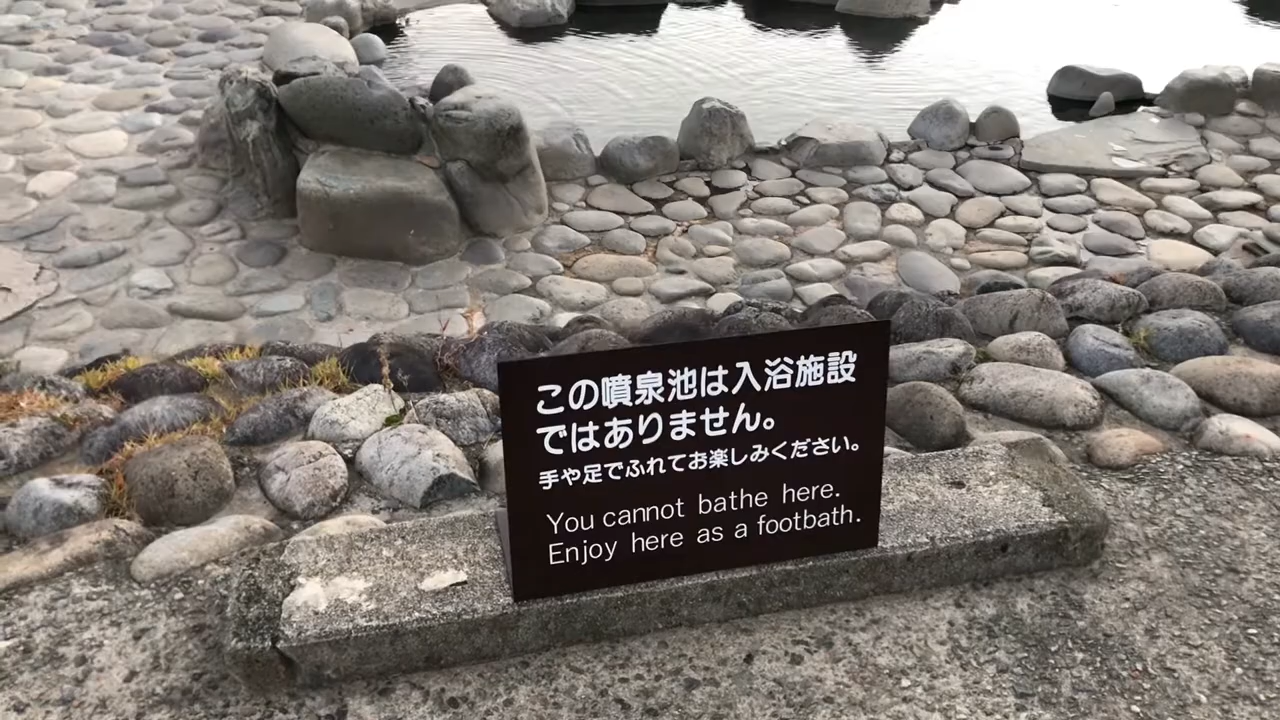 この噴泉池は入浴施設
ではありません。
手や足でふれてお楽しみください。
You cannot bathe here.
Enjoy here as a footbath.